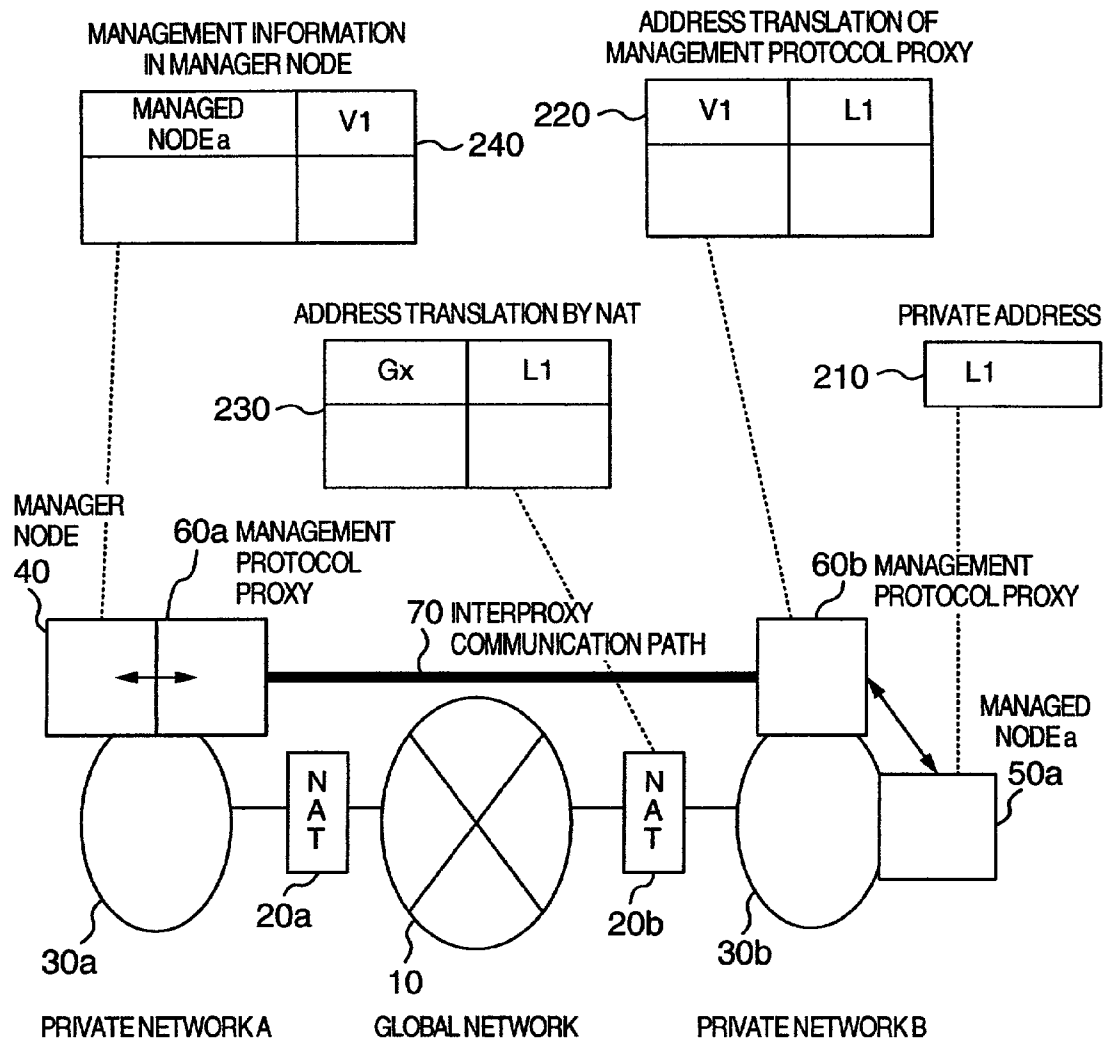 MANAGEMENT INFORMATION
IN MANAGER NODE
MANAGED
NODE a
V1
240
ADDRESS TRANSLATION OF
MANAGEMENT PROTOCOL PROXY
220
V1
L1
ADDRESS TRANSLATION BY NAT
Gx
L1
230
PRIVATE ADDRESS
210
L1
MANAGER
NODE
40
60a MANAGEMENT
PROTOCOL
PROXY
70 INTERPROXY
COMMUNICATION PATH
60b MANAGEMENT
PROTOCOL PROXY
MANAGED
NODE a
50a
NAT
20a
NAT
20b
30a
10
30b
PRIVATE NETWORK A
GLOBAL NETWORK
PRIVATE NETWORK B